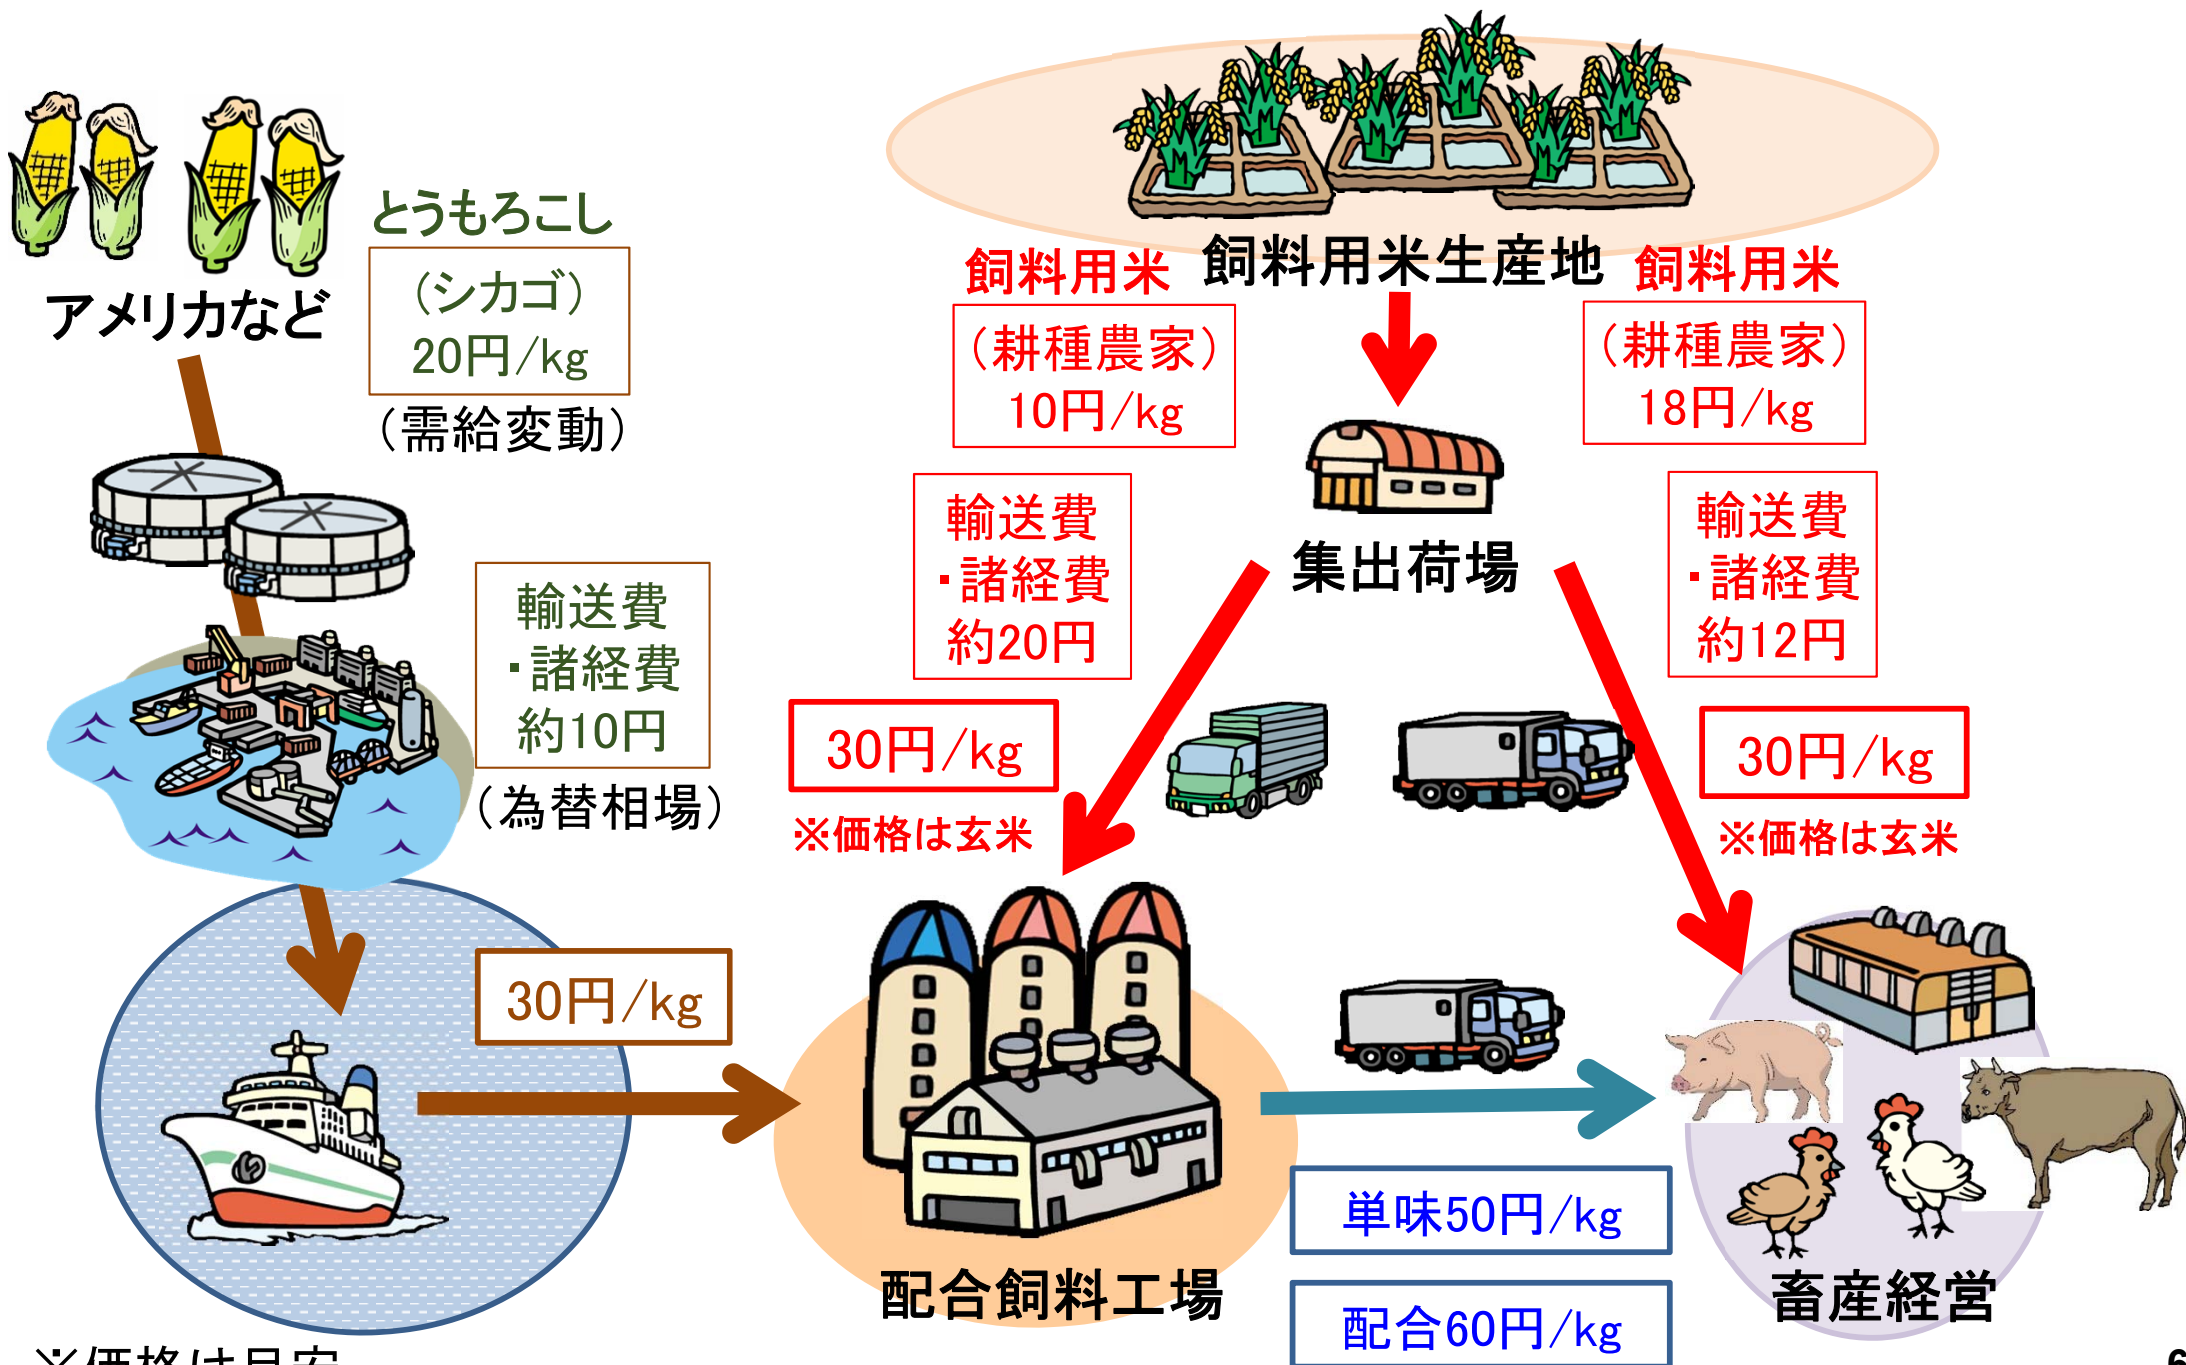 とうもろこし
(シカゴ)
20円/kg
(需給変動)
アメリカなど
輸送費
・諸経費
約10円
(為替相場)
30円/kg
飼料用米生産地
飼料用米
(耕種農家)
10円/kg
輸送費
・諸経費
約20円
30円/kg
※価格は玄米
集出荷場
飼料用米
(耕種農家)
18円/kg
輸送費
・諸経費
約12円
30円/kg
※価格は玄米
配合飼料工場
単味50円/kg
配合60円/kg
畜産経営
※価格は目安
6